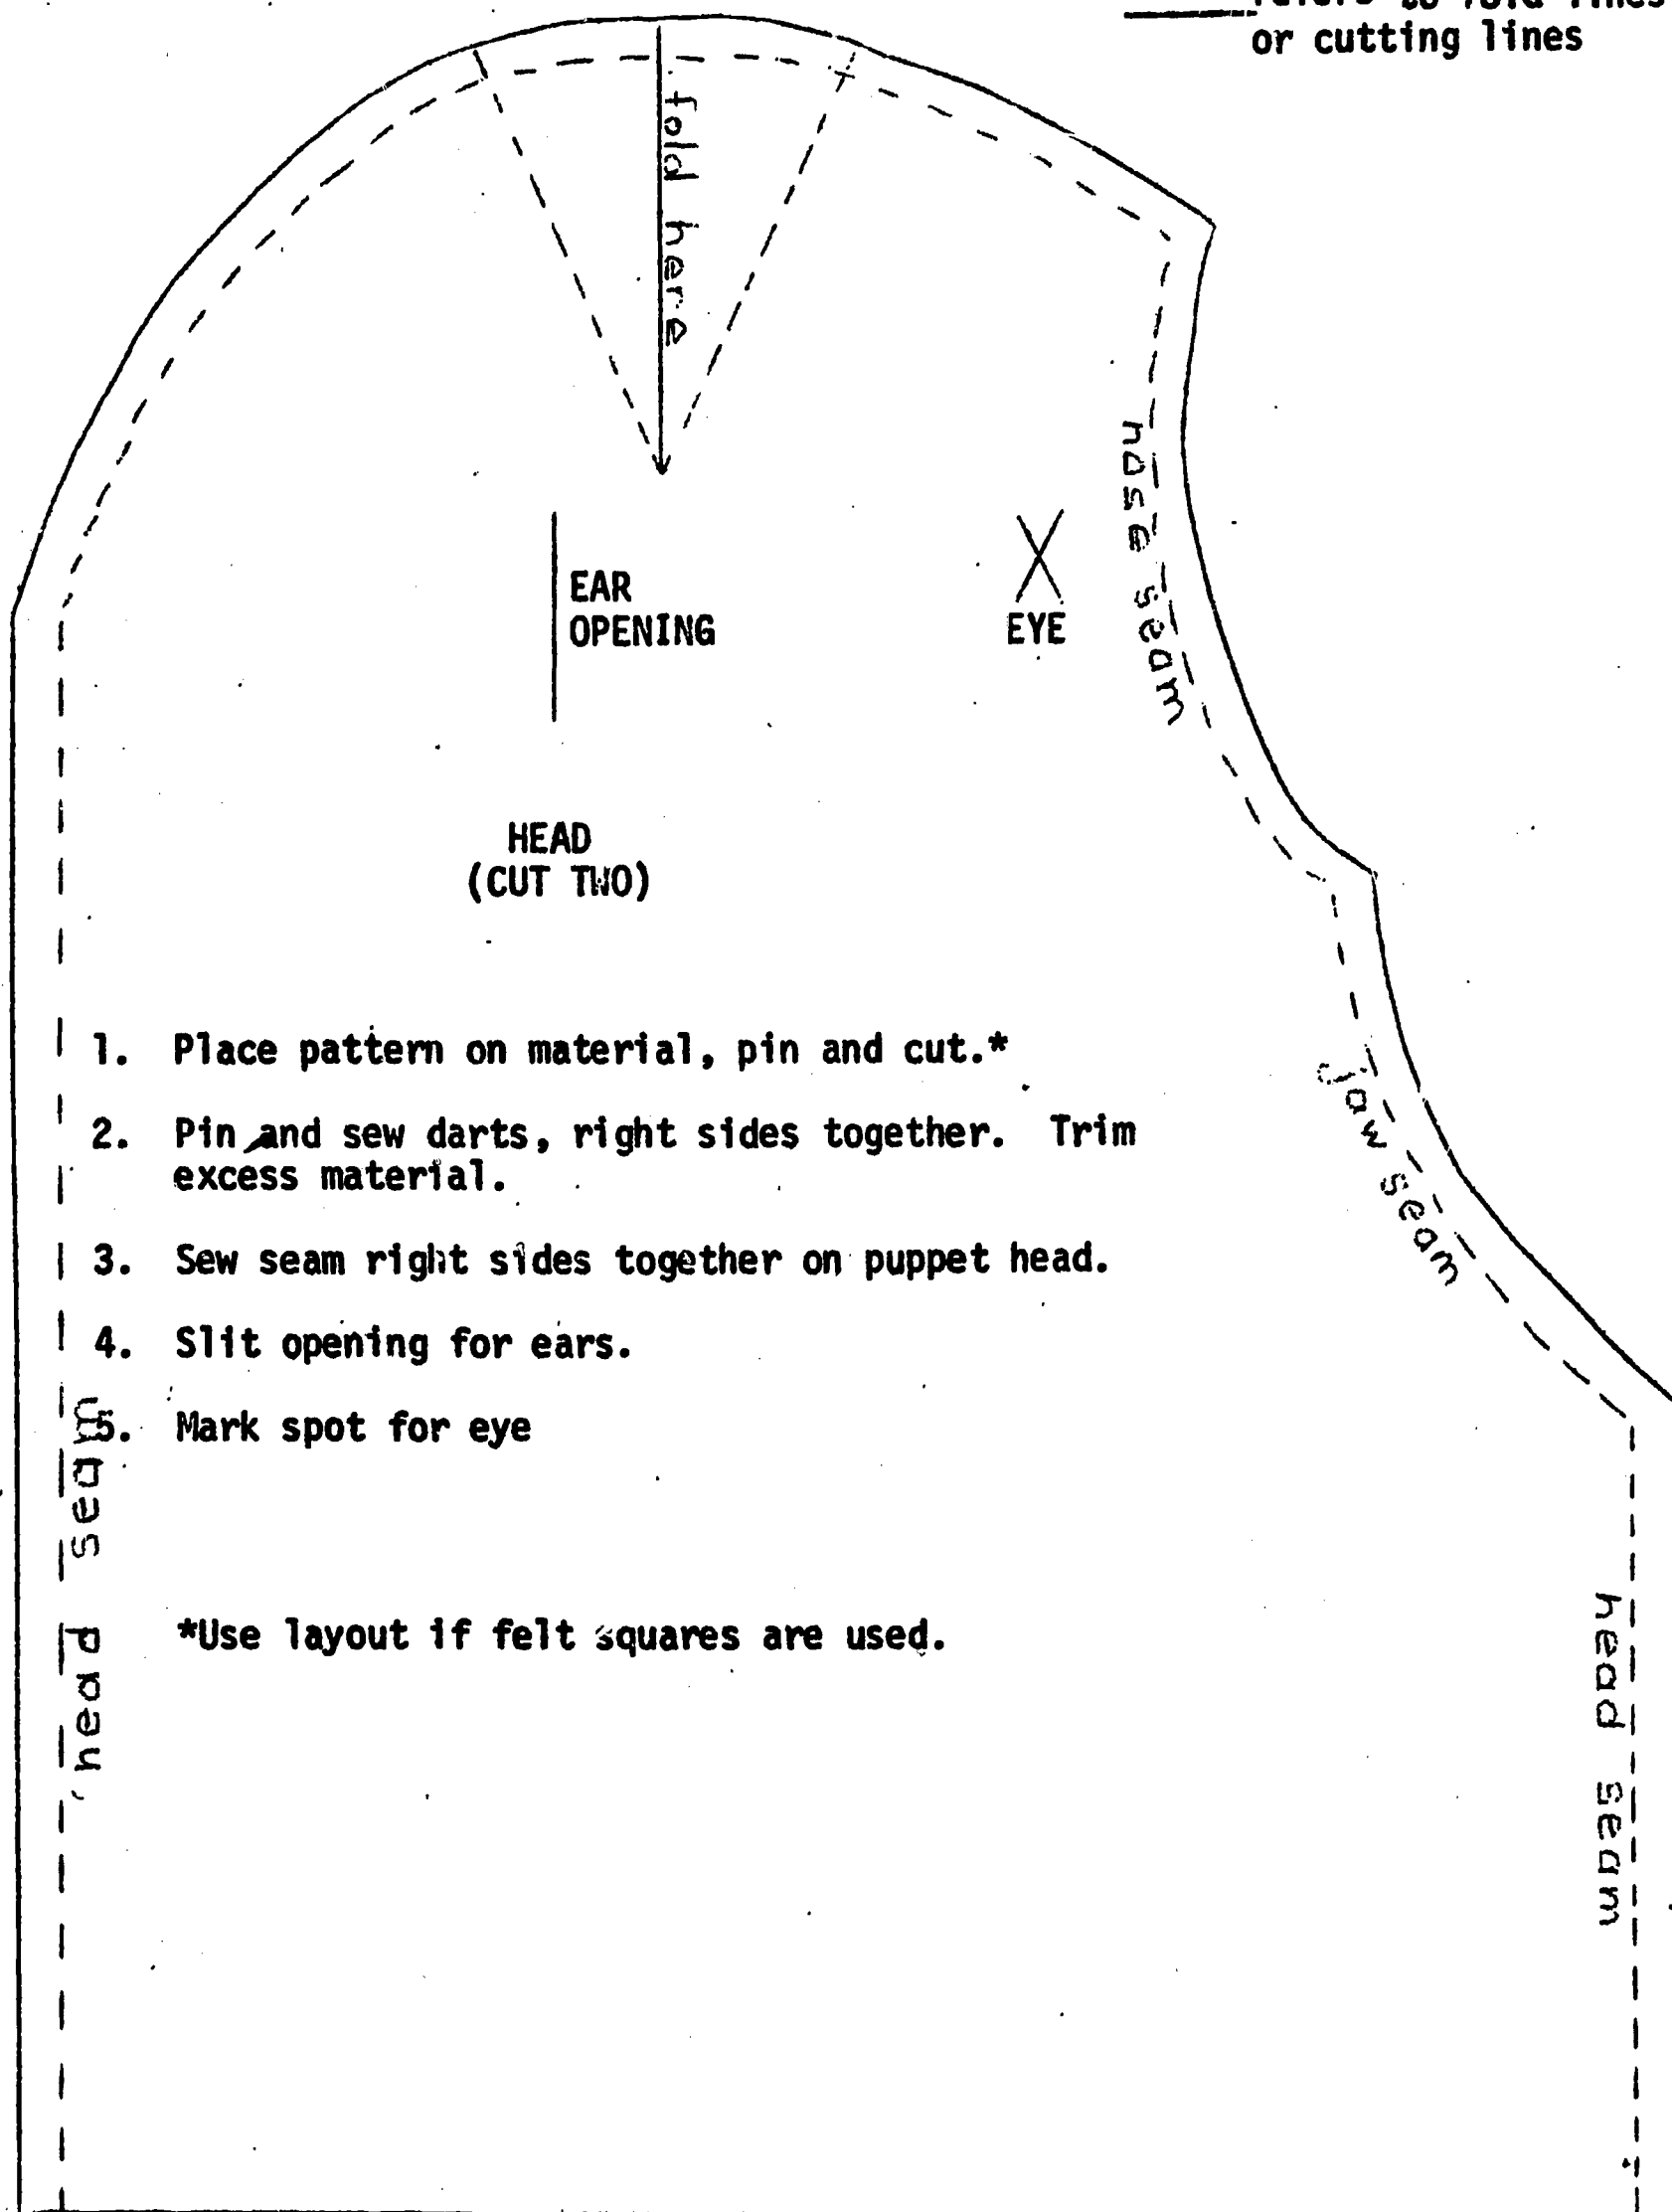 or cutting lines
fold here
nose seam
EAR
OPENING
EYE
HEAD
(CUT TWO)
1. Place pattern on material, pin and cut.*
2. Pin and sew darts, right sides together. Trim
excess material.
3. Sew seam right sides together on puppet head.
4. Slit opening for ears.
5. Mark spot for eye
jaw seam
head seam
*Use layout if felt squares are used.
head seam